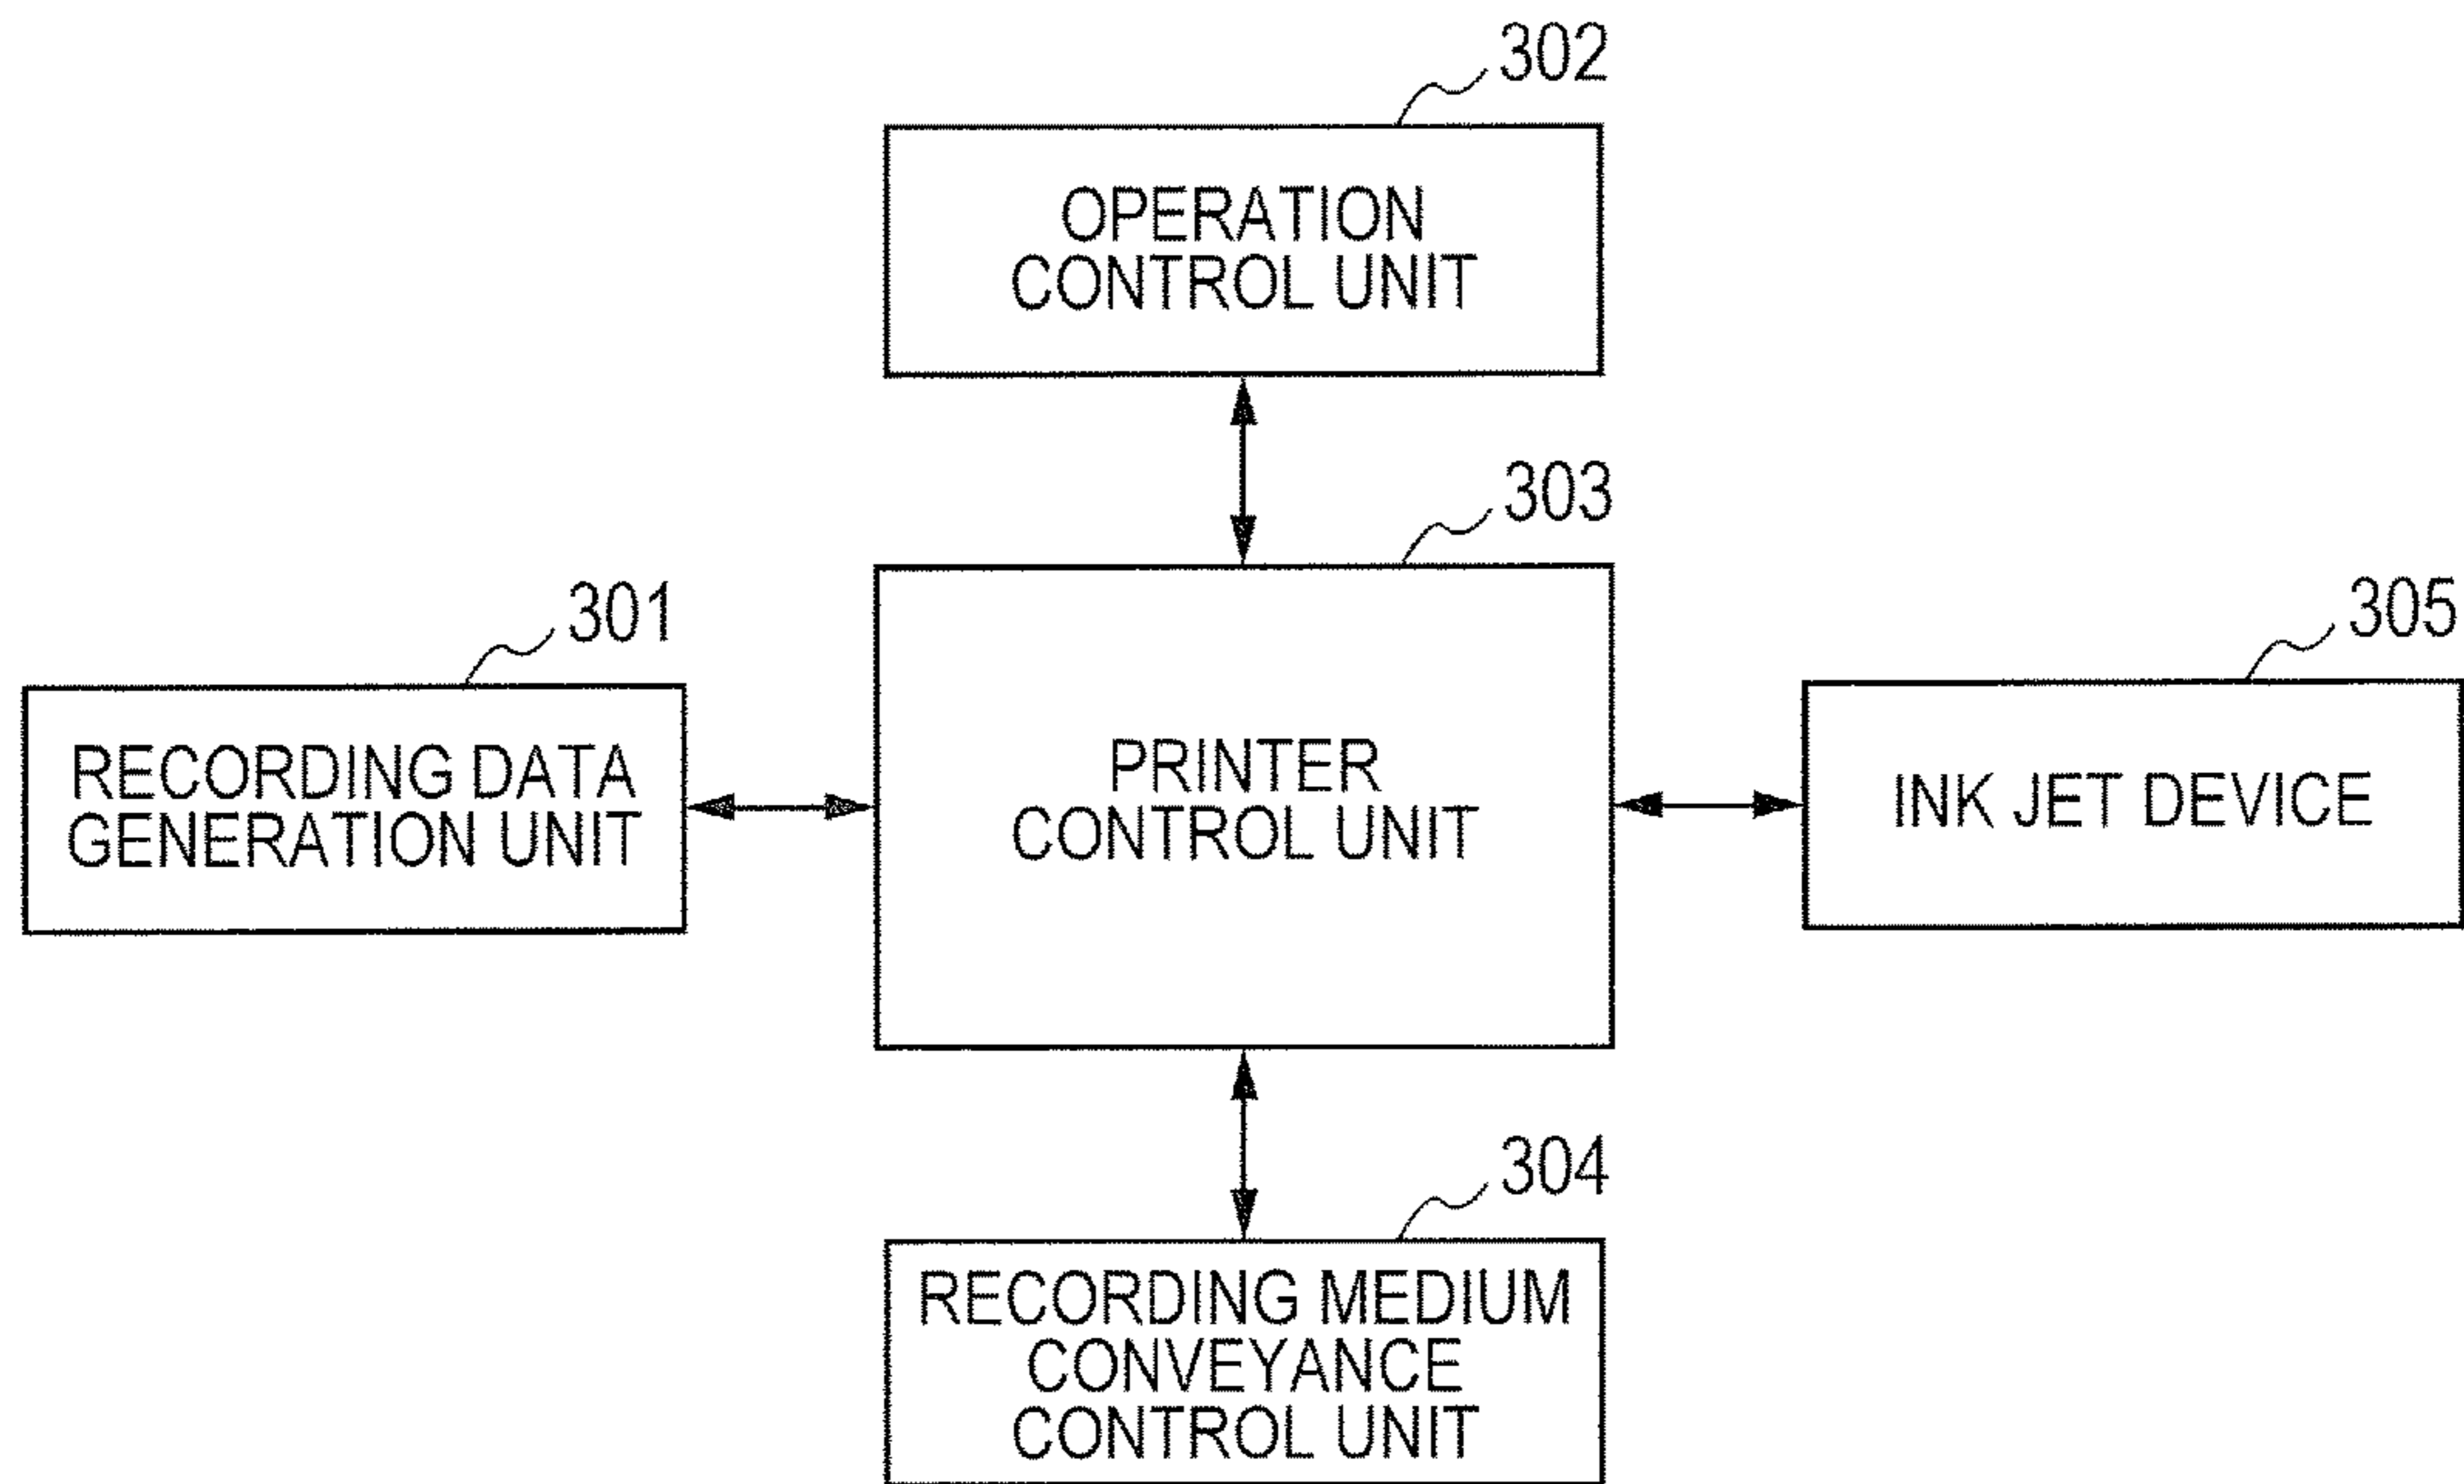 302
OPERATION
CONTROL UNIT
303
301
305
RECORDING DATA
GENERATION UNIT
PRINTER
CONTROL UNIT
INK JET DEVICE
304
RECORDING MEDIUM
CONVEYANCE
CONTROL UNIT